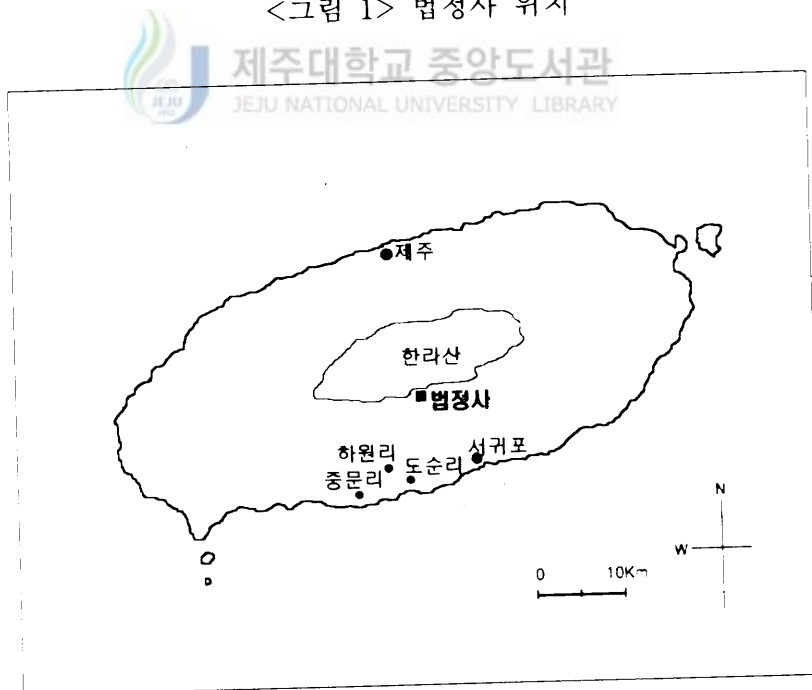 <그림 1> 법정사 위치
제주대학교 중앙도서관
JEJU NATIONAL UNIVERSITY LIBRARY
JEJU
제주
한라산
법정사
하원리
서귀포
도순리
중문리
N
W
0 10Km